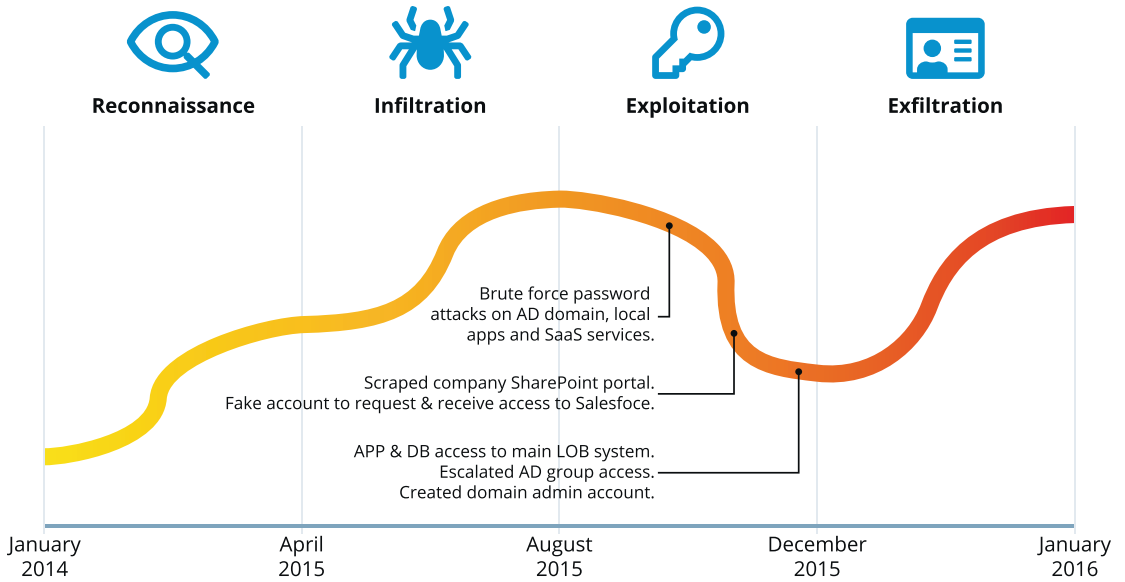 Reconnaissance
Infiltration
Exploitation
Exfiltration
Brute force password
attacks on AD domain, local
apps and SaaS services.
Scraped company SharePoint portal.
Fake account to request & receive access to Salesfoce.
APP & DB access to main LOB system.
Escalated AD group access.
Created domain admin account.
January
2014
April
2015
August
2015
December
2015
January
2016